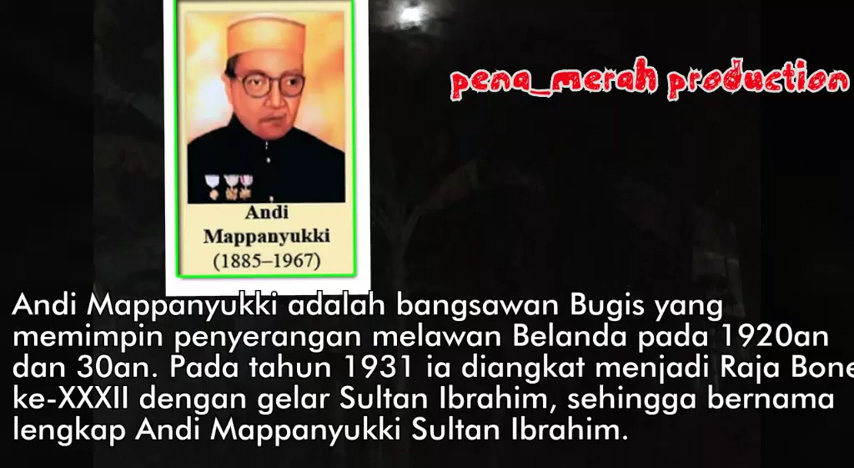 pena_merah production
Andi
Mappanyukki
(1885–1967)
Andi Mappanyukki adalah bangsawan Bugis yang
memimpin penyerangan melawan Belanda pada 1920an
dan 30an. Pada tahun 1931 ia diangkat menjadi Raja Bone
ke-XXXII dengan gelar Sultan Ibrahim, sehingga bernama
lengkap Andi Mappanyukki Sultan Ibrahim.